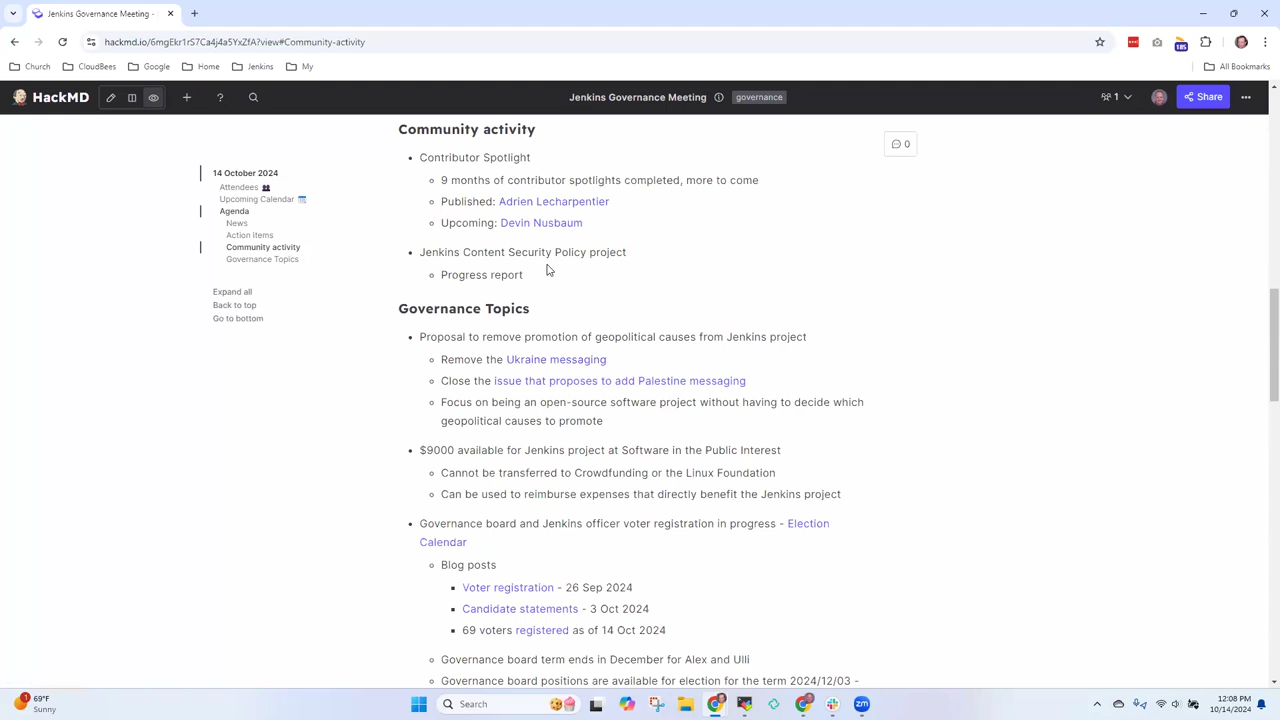 Jenkins Governance Meeting -
hackmd.io/6mgEkr1rS7Ca4j4a5YxZfA?view#Community-activity
185
Church
CloudBees
Google
Home
Jenkins
My
All Bookmarks
HackMD
Jenkins Governance Meeting
governance
1
Share
14 October 2024
Attendees
Upcoming Calendar
Agenda
News
Action Items
Community activity
Governance Topics
Expand all
Back to top
Go to bottom
Community activity
0
• Contributor Spotlight
9 months of contributor spotlights completed, more to come
Published: Adrien Lecharpentier
Upcoming: Devin Nusbaum
• Jenkins Content Security Policy project
Progress report
Governance Topics
• Proposal to remove promotion of geopolitical causes from Jenkins project
Remove the Ukraine messaging
Close the issue that proposes to add Palestine messaging
Focus on being an open-source software project without having to decide which
geopolitical causes to promote
• $9000 available for Jenkins project at Software in the Public Interest
Cannot be transferred to Crowdfunding or the Linux Foundation
Can be used to reimburse expenses that directly benefit the Jenkins project
• Governance board and Jenkins officer voter registration in progress - Election
Calendar
Blog posts
Voter registration - 26 Sep 2024
Candidate statements - 3 Oct 2024
69 voters registered as of 14 Oct 2024
Governance board term ends in December for Alex and Ulli
Governance board positions are available for election for the term 2024/12/03 -
1
69°F
Sunny
Search
12:08 PM
10/14/2024